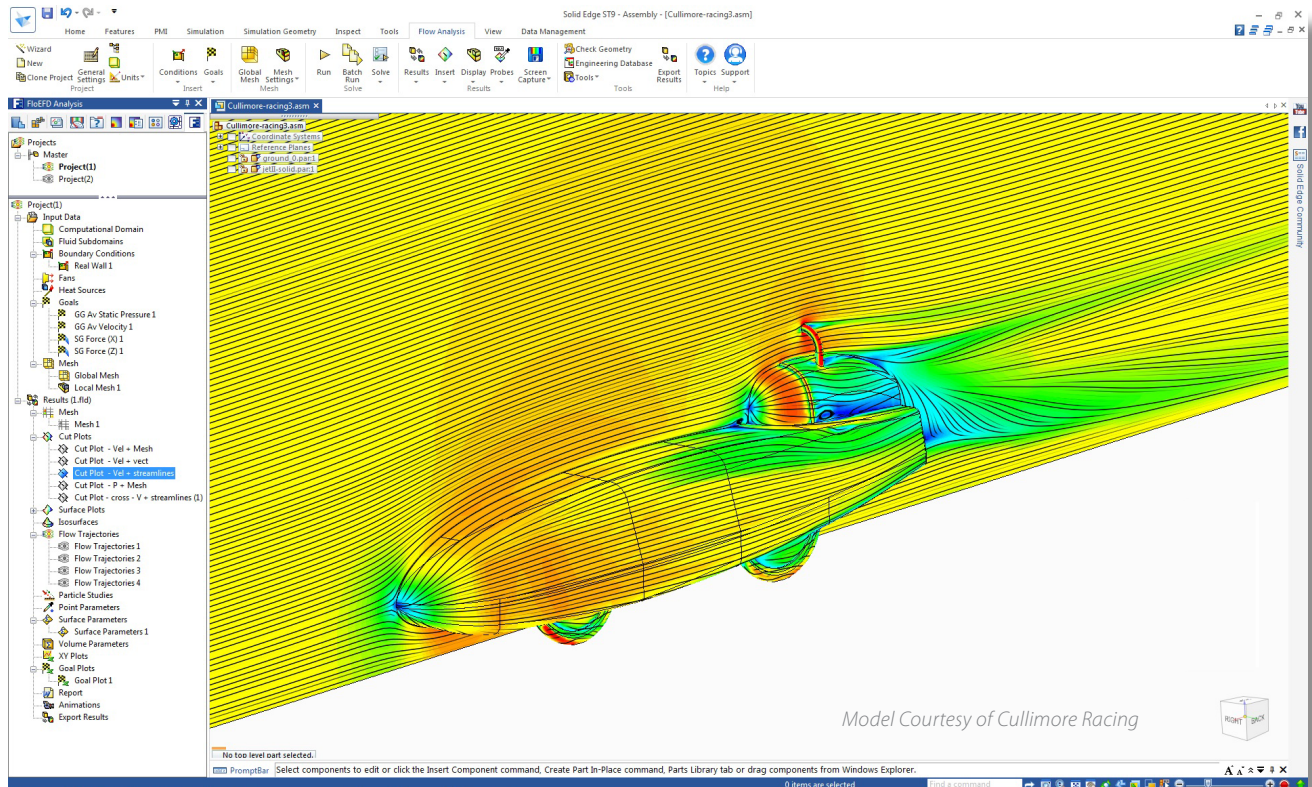 Solid Edge ST9 - Assembly - [Cullimore-racing3.asm]
Home Features PMI Simulation Simulation Geometry Inspect Tools Flow Analysis View Data Management
Wizard
New
Clone Project
General Settings
Units
Project
Conditions Goals
Insert
Global Mesh
Mesh Settings
Mesh
Run
Batch Run
Solve
Solve
Results Insert Display Probes
Screen Capture
Results
Check Geometry
Engineering Database
Tools
Export Results
Tools
Topics Support
Help
FloEFD Analysis
Cullimore-racing3.asm
Projects
Master
Project(1)
Project(2)
Project(1)
Input Data
Computational Domain
Fluid Subdomains
Boundary Conditions
Real Wall 1
Fans
Heat Sources
Goals
GG Av Static Pressure 1
GG Av Velocity 1
SG Force (X) 1
SG Force (Z) 1
Mesh
Global Mesh
Local Mesh 1
Results (1.fld)
Mesh
Mesh 1
Cut Plots
Cut Plot - Vel + Mesh
Cut Plot - Vel + vect
Cut Plot - Vel + streamlines
Cut Plot - P + Mesh
Cut Plot - cross - V + streamlines (1)
Surface Plots
Isosurfaces
Flow Trajectories
Flow Trajectories 1
Flow Trajectories 2
Flow Trajectories 3
Flow Trajectories 4
Particle Studies
Point Parameters
Surface Parameters
Surface Parameters 1
Volume Parameters
XY Plots
Goal Plots
Goal Plot 1
Report
Animations
Export Results
Cullimore-racing3.asm
Coordinate Systems
Reference Planes
ground_0.par:1
jetII-solid.par:1
Solid Edge Community
Model Courtesy of Cullimore Racing
RIGHT BACK
No top level part selected.
PromptBar Select components to edit or click the Insert Component command, Create Part In-Place command, Parts Library tab or drag components from Windows Explorer.
0 items are selected
Find a command